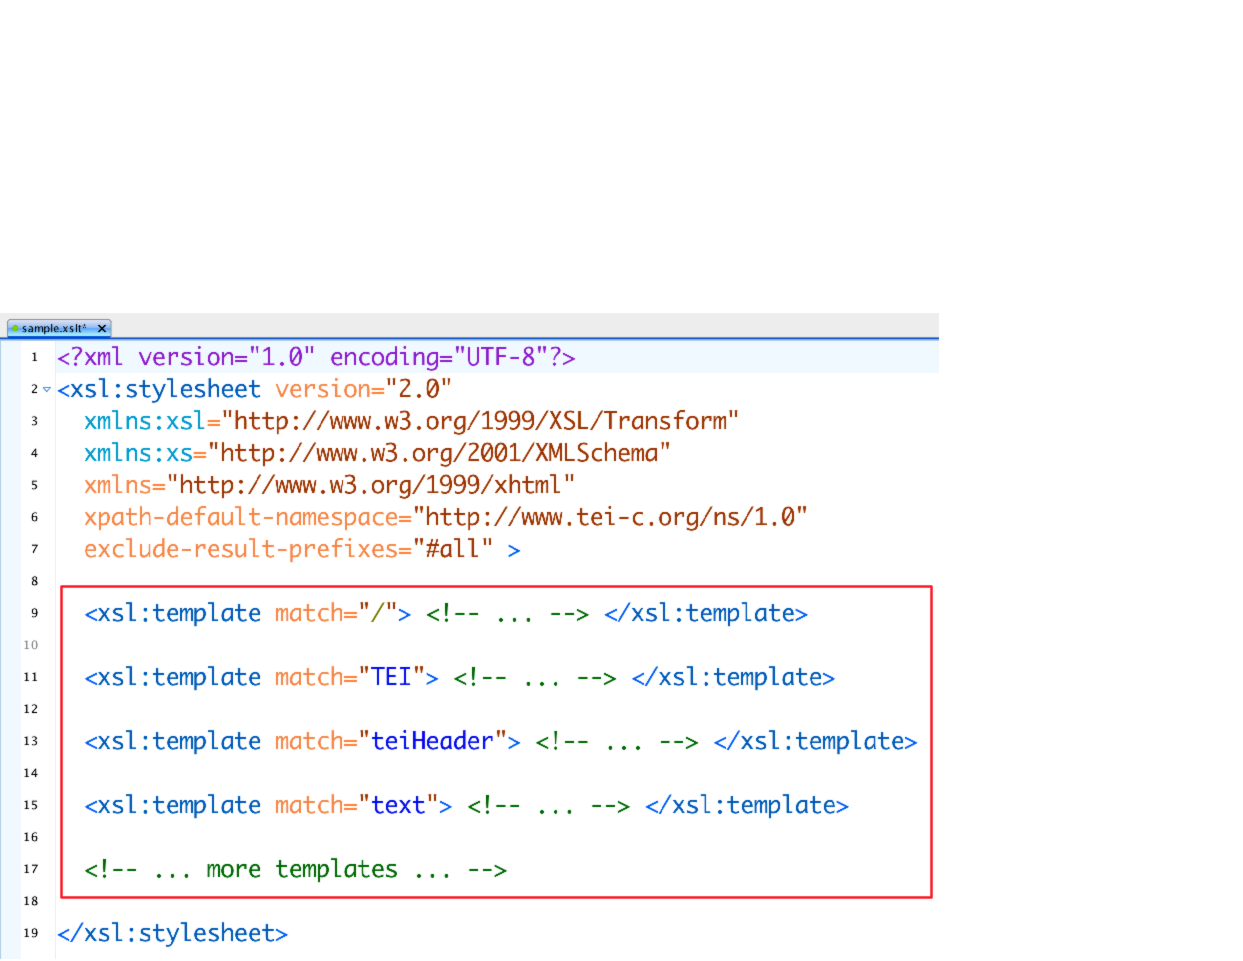 sample.xslt*
1 <?xml version="1.0" encoding="UTF-8"?>
2 <xsl:stylesheet version="2.0"
3 xmlns:xsl="http://www.w3.org/1999/XSL/Transform"
4 xmlns:xs="http://www.w3.org/2001/XMLSchema"
5 xmlns="http://www.w3.org/1999/xhtml"
6 xpath-default-namespace="http://www.tei-c.org/ns/1.0"
7 exclude-result-prefixes="#all" >
8
9 <xsl:template match="/"> <!-- ... --> </xsl:template>
10
11 <xsl:template match="TEI"> <!-- ... --> </xsl:template>
12
13 <xsl:template match="teiHeader"> <!-- ... --> </xsl:template>
14
15 <xsl:template match="text"> <!-- ... --> </xsl:template>
16
17 <!-- ... more templates ... -->
18
19 </xsl:stylesheet>